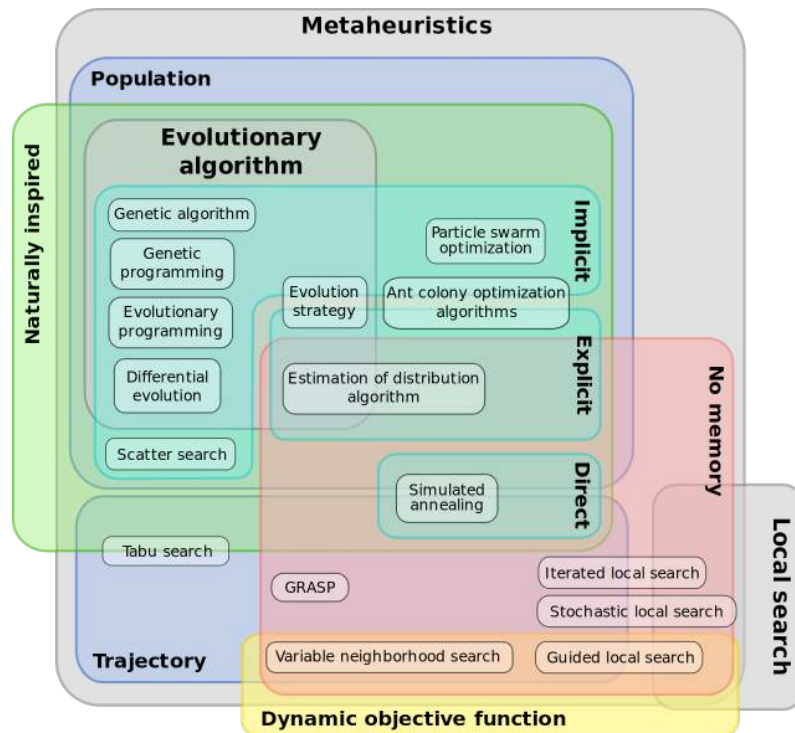 Metaheuristics
Population
Naturally inspired
Evolutionary
algorithm
Implicit
Genetic algorithm
Particle swarm
optimization
Genetic
programming
Evolution
strategy
Ant colony optimization
algorithms
Evolutionary
programming
Explicit
No memory
Differential
evolution
Estimation of distribution
algorithm
Scatter search
Direct
Simulated
annealing
Local search
Tabu search
GRASP
Iterated local search
Stochastic local search
Trajectory
Variable neighborhood search
Guided local search
Dynamic objective function